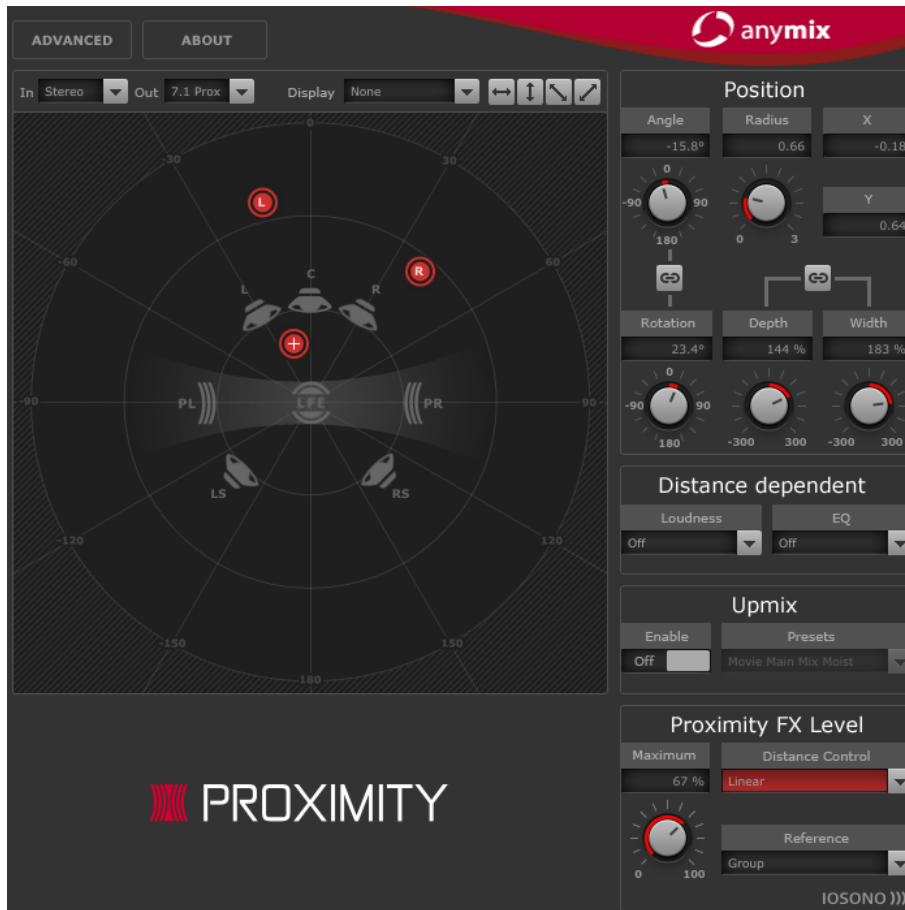 ADVANCED ABOUT anymix
In Stereo Out 7.1 Prox Display None
0
-30 30
-60 60
-90 90
-120 120
-150 150
180
L
R
C
L R
PL LFE PR
LS RS
PROXIMITY
Position
Angle Radius X
-15.8° 0.66 -0.18
0
-90 90
180
0 3
Y
0.64
Rotation Depth Width
23.4° 144 % 183 %
0
-90 90
180
-300 300
-300 300
Distance dependent
Loudness EQ
Off Off
Upmix
Enable Presets
Off Movie Main Mix Moist
Proximity FX Level
Maximum Distance Control
67 % Linear
0 100
Reference
Group
IOSONO